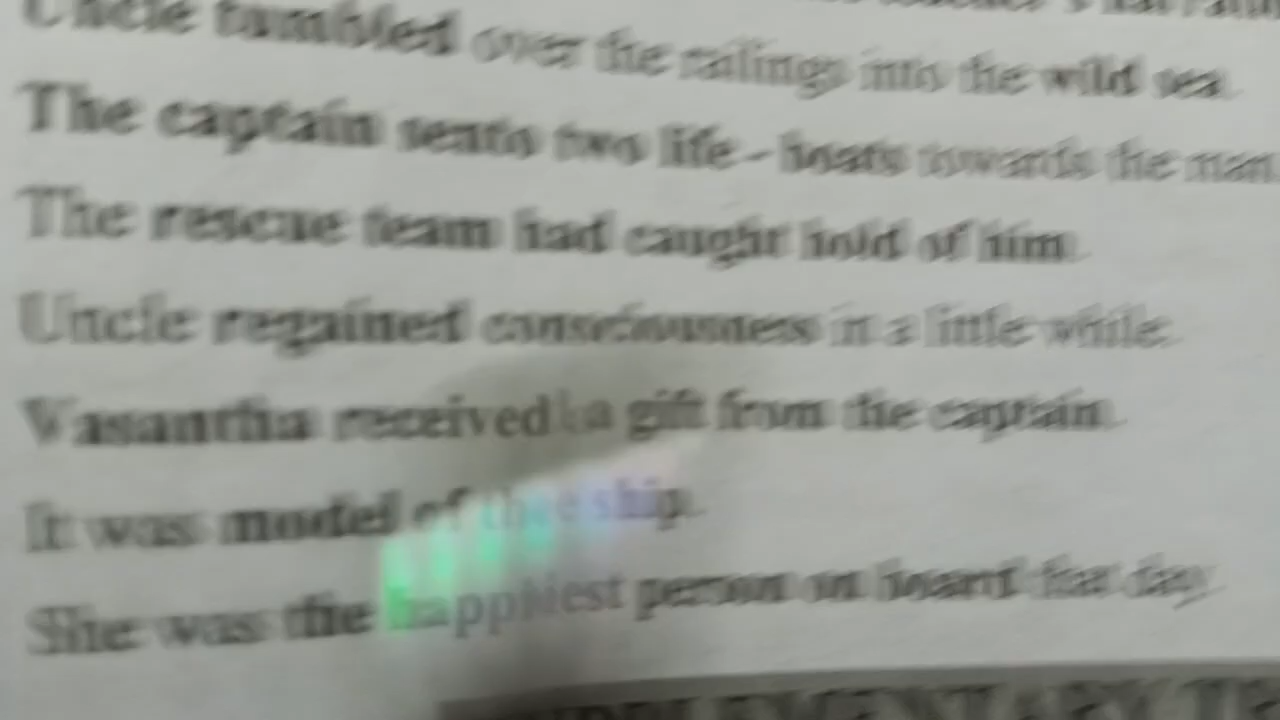 Uncle tumbled over the railings into the wild sea.
The captain sents two life - boats towards the man.
The rescue team had caught hold of him.
Uncle regained consciousness in a little while.
Vasantha received a gift from the captain.
It was model of the ship.
She was the happiest person on board that day.
SUPPLEMENTARY